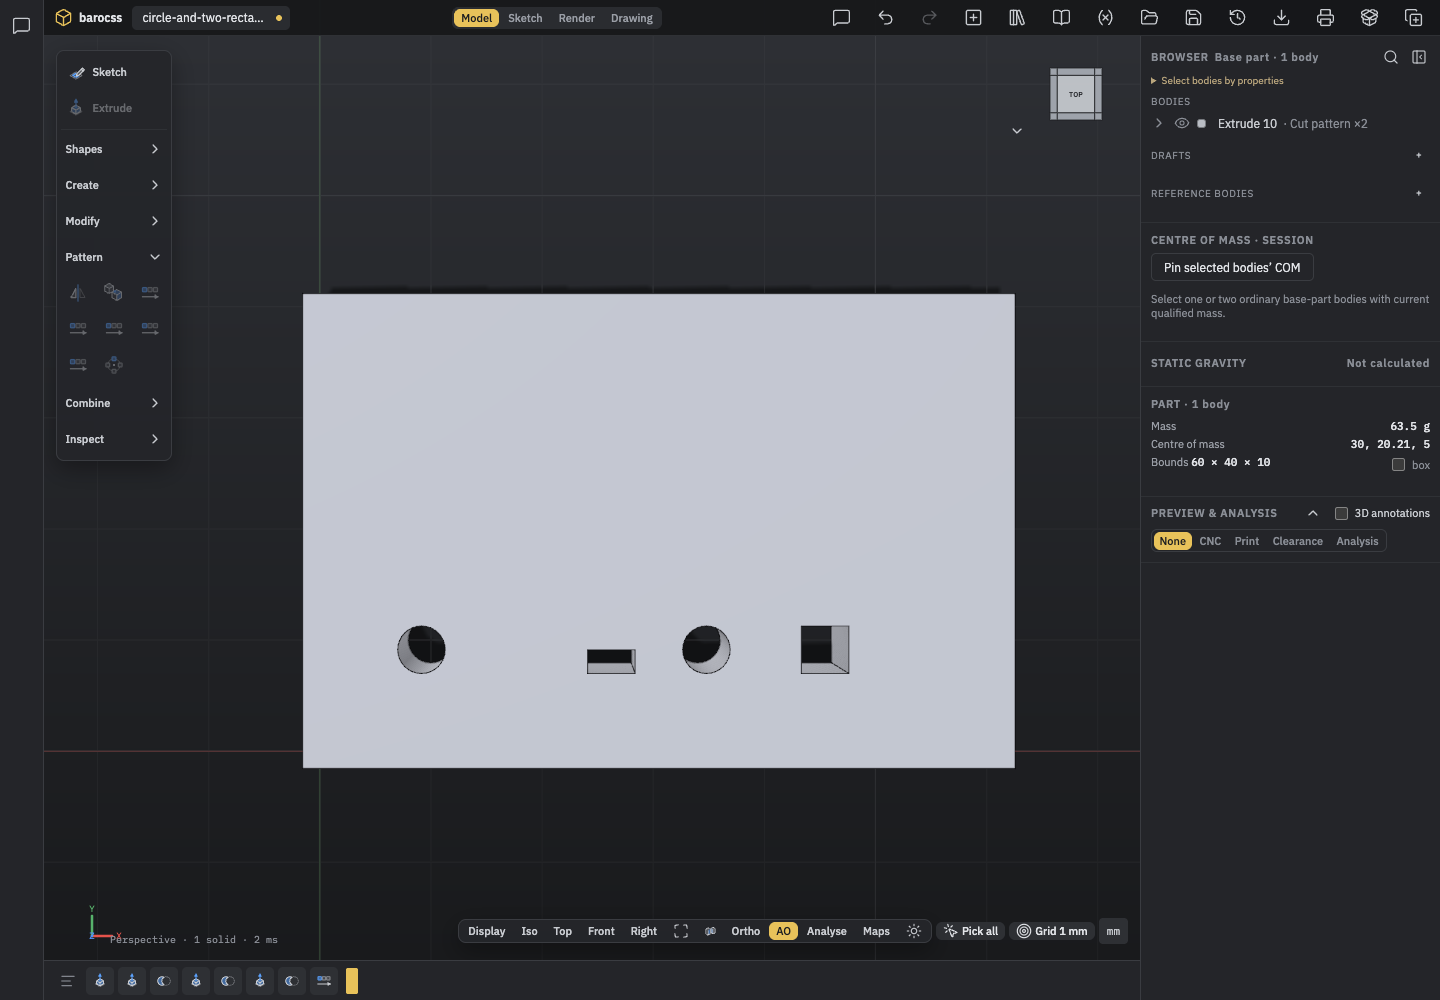 barocss
circle-and-two-recta...
Model
Sketch
Render
Drawing
Sketch
Extrude
Shapes
Create
Modify
Pattern
Combine
Inspect
TOP
BROWSER Base part · 1 body
Select bodies by properties
BODIES
Extrude 10 · Cut pattern ×2
DRAFTS
REFERENCE BODIES
CENTRE OF MASS · SESSION
Pin selected bodies’ COM
Select one or two ordinary base-part bodies with current
qualified mass.
STATIC GRAVITY Not calculated
PART · 1 body
Mass 63.5 g
Centre of mass 30, 20.21, 5
Bounds 60 × 40 × 10 box
PREVIEW & ANALYSIS 3D annotations
None CNC Print Clearance Analysis
Y
Z
X
Perspective · 1 solid · 2 ms
Display Iso Top Front Right Ortho AO Analyse Maps Pick all Grid 1 mm mm